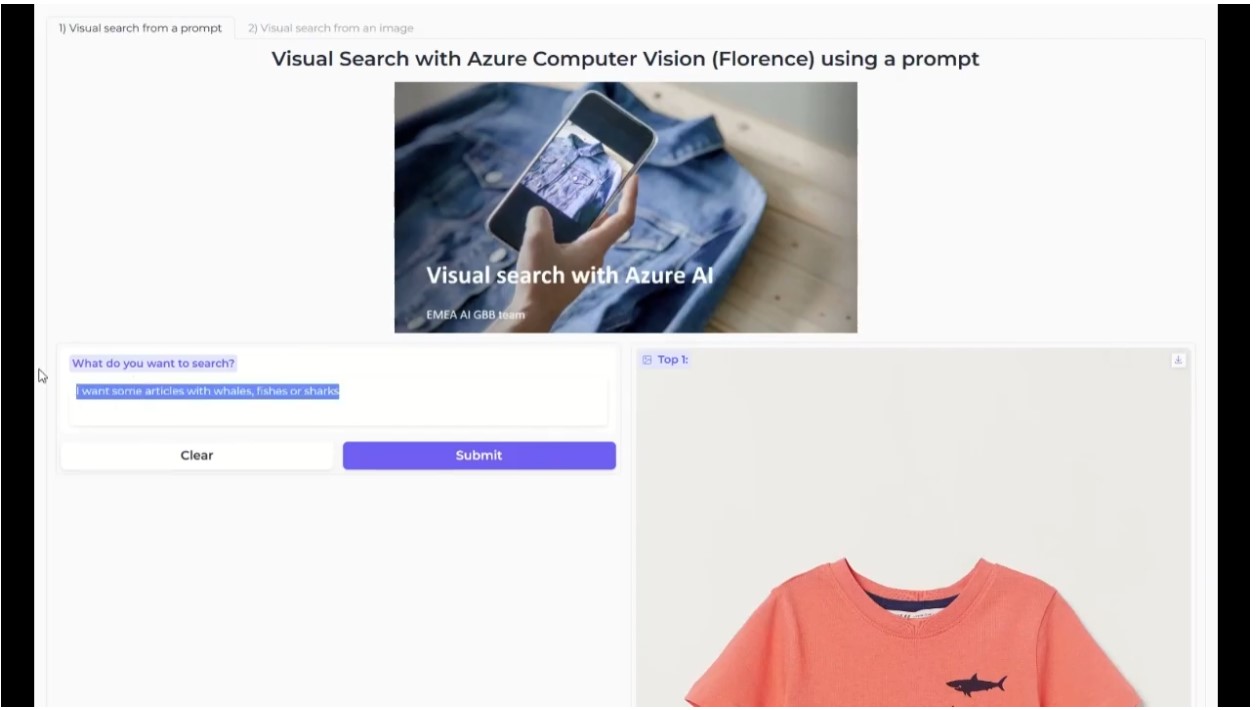 1) Visual search from a prompt
2) Visual search from an image
Visual Search with Azure Computer Vision (Florence) using a prompt
Visual search with Azure AI
EMEA AI GBB team
What do you want to search?
I want some articles with whales, fishes or sharks
Clear
Submit
Top 1: